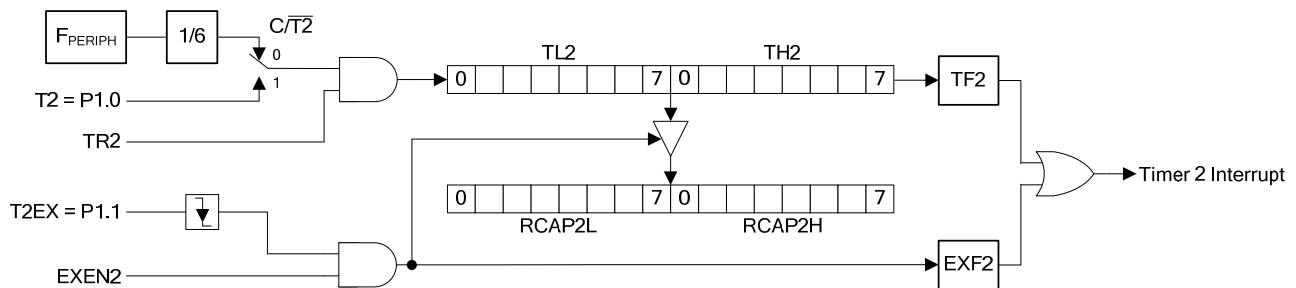 F_PERIPH
1/6
C/T2
0
1
T2 = P1.0
TR2
TL2
TH2
0 7 0 7
TF2
Timer 2 Interrupt
T2EX = P1.1
0 7 0 7
RCAP2L
RCAP2H
EXEN2
EXF2